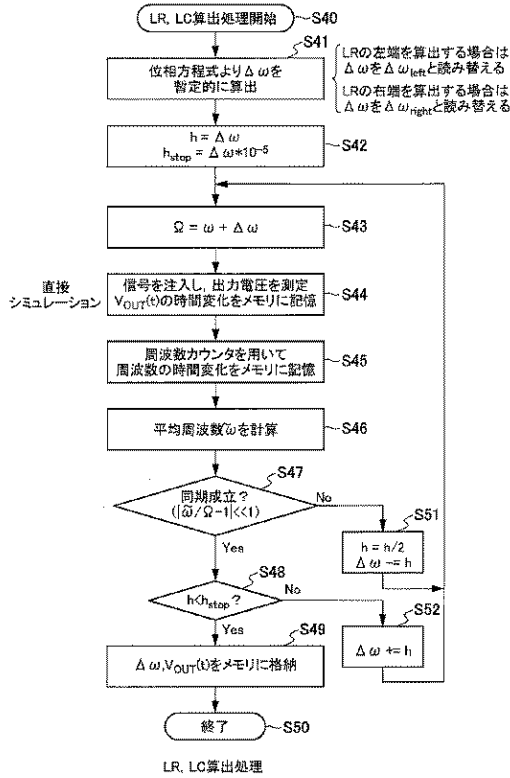 LR, LC算出処理開始
S40
S41
位相方程式よりΔωを
暫定的に算出
LRの左端を算出する場合は
ΔωをΔωleftと読み替える
LRの右端を算出する場合は
ΔωをΔωrightと読み替える
h = Δω
hstop = Δω*10⁻⁵
S42
Ω = ω + Δω
S43
直接
シミュレーション
信号を注入し, 出力電圧を測定
VOUT(t)の時間変化をメモリに記憶
S44
周波数カウンタを用いて
周波数の時間変化をメモリに記憶
S45
平均周波数ω̃を計算
S46
S47
同期成立?
(|ω̃/Ω-1|<<1)
No
Yes
S51
h = h/2
Δω -= h
S48
h<hstop?
No
Yes
S52
Δω += h
S49
Δω,VOUT(t)をメモリに格納
終了
S50
LR, LC算出処理